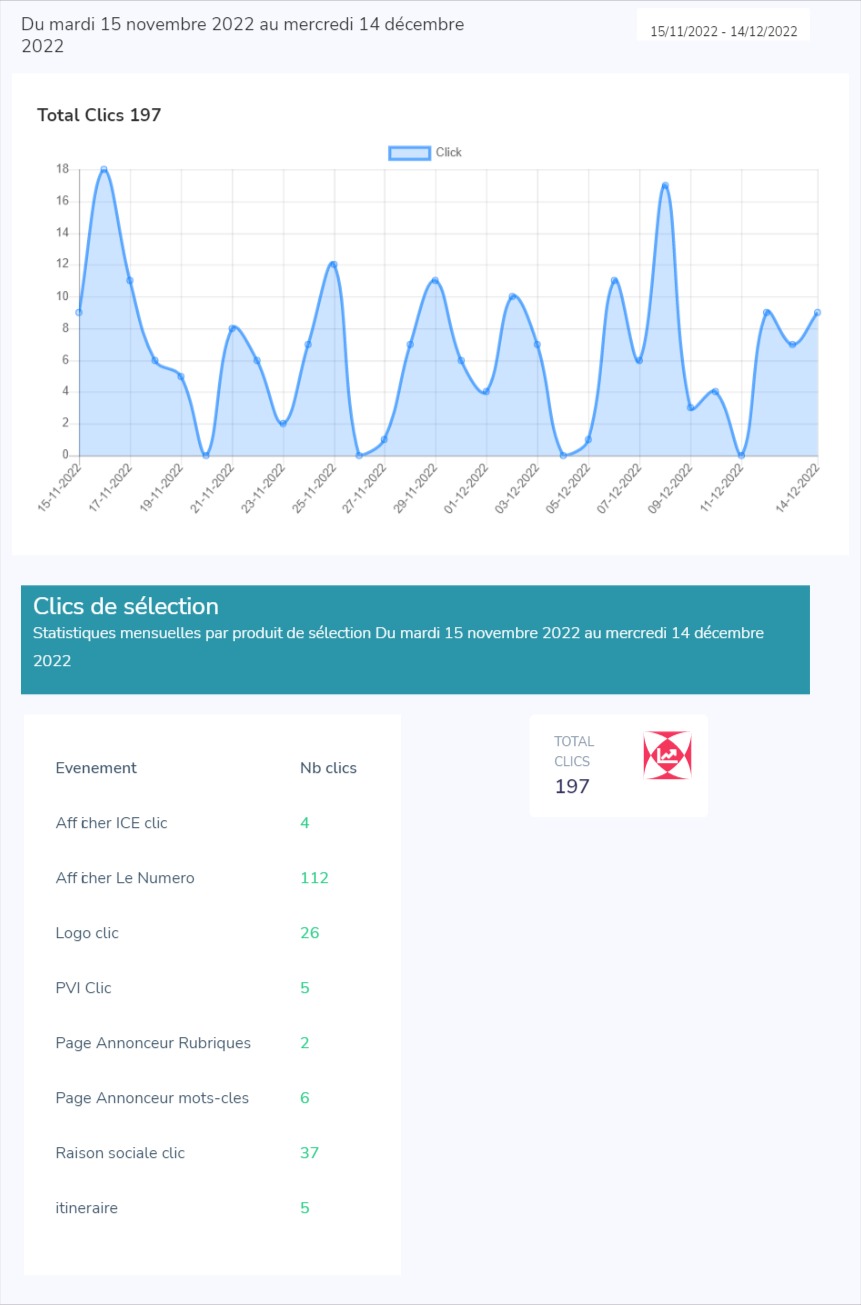 Du mardi 15 novembre 2022 au mercredi 14 décembre
2022
15/11/2022 - 14/12/2022
Total Clics 197
Click
18
16
14
12
10
8
6
4
2
0
15-11-2022
17-11-2022
19-11-2022
21-11-2022
23-11-2022
25-11-2022
27-11-2022
29-11-2022
01-12-2022
03-12-2022
05-12-2022
07-12-2022
09-12-2022
11-12-2022
14-12-2022
Clics de sélection
Statistiques mensuelles par produit de sélection Du mardi 15 novembre 2022 au mercredi 14 décembre
2022
TOTAL
CLICS
197
Evenement Nb clics
Afficher ICE clic 4
Afficher Le Numero 112
Logo clic 26
PVI Clic 5
Page Annonceur Rubriques 2
Page Annonceur mots-cles 6
Raison sociale clic 37
itineraire 5